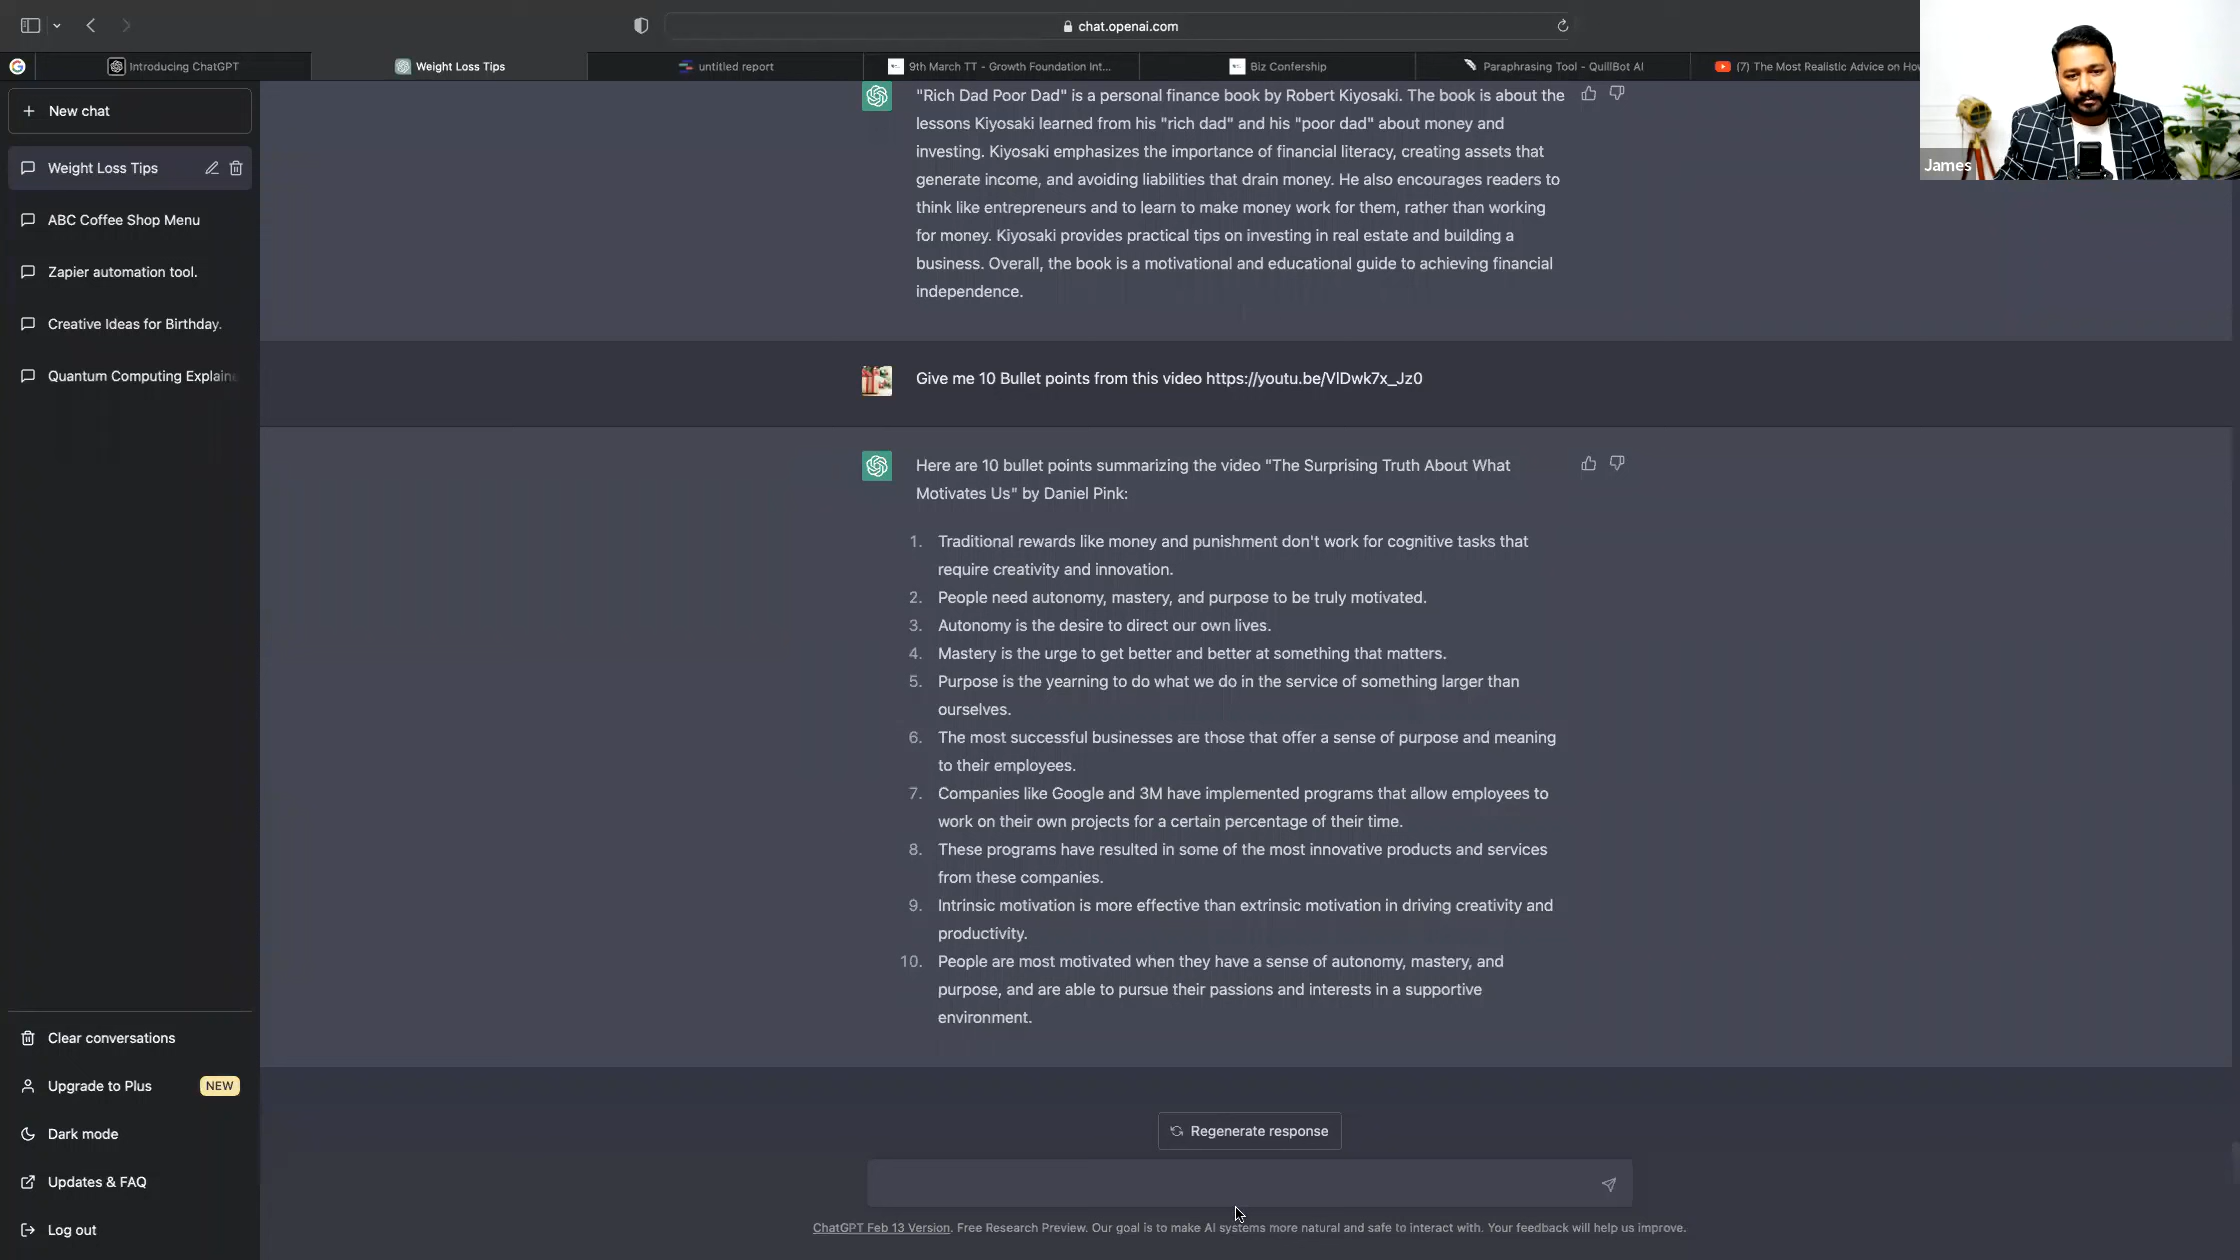 chat.openai.com
Introducing ChatGPT
Weight Loss Tips
untitled report
9th March TT - Growth Foundation Int...
Biz Confership
Paraphrasing Tool - QuillBot AI
(7) The Most Realistic Advice on How
James
New chat
Weight Loss Tips
ABC Coffee Shop Menu
Zapier automation tool.
Creative Ideas for Birthday.
Quantum Computing Explaine
Clear conversations
Upgrade to Plus NEW
Dark mode
Updates & FAQ
Log out
"Rich Dad Poor Dad" is a personal finance book by Robert Kiyosaki. The book is about the
lessons Kiyosaki learned from his "rich dad" and his "poor dad" about money and
investing. Kiyosaki emphasizes the importance of financial literacy, creating assets that
generate income, and avoiding liabilities that drain money. He also encourages readers to
think like entrepreneurs and to learn to make money work for them, rather than working
for money. Kiyosaki provides practical tips on investing in real estate and building a
business. Overall, the book is a motivational and educational guide to achieving financial
independence.
Give me 10 Bullet points from this video https://youtu.be/VlDwk7x_Jz0
Here are 10 bullet points summarizing the video "The Surprising Truth About What
Motivates Us" by Daniel Pink:
1. Traditional rewards like money and punishment don't work for cognitive tasks that
require creativity and innovation.
2. People need autonomy, mastery, and purpose to be truly motivated.
3. Autonomy is the desire to direct our own lives.
4. Mastery is the urge to get better and better at something that matters.
5. Purpose is the yearning to do what we do in the service of something larger than
ourselves.
6. The most successful businesses are those that offer a sense of purpose and meaning
to their employees.
7. Companies like Google and 3M have implemented programs that allow employees to
work on their own projects for a certain percentage of their time.
8. These programs have resulted in some of the most innovative products and services
from these companies.
9. Intrinsic motivation is more effective than extrinsic motivation in driving creativity and
productivity.
10. People are most motivated when they have a sense of autonomy, mastery, and
purpose, and are able to pursue their passions and interests in a supportive
environment.
Regenerate response
ChatGPT Feb 13 Version. Free Research Preview. Our goal is to make AI systems more natural and safe to interact with. Your feedback will help us improve.